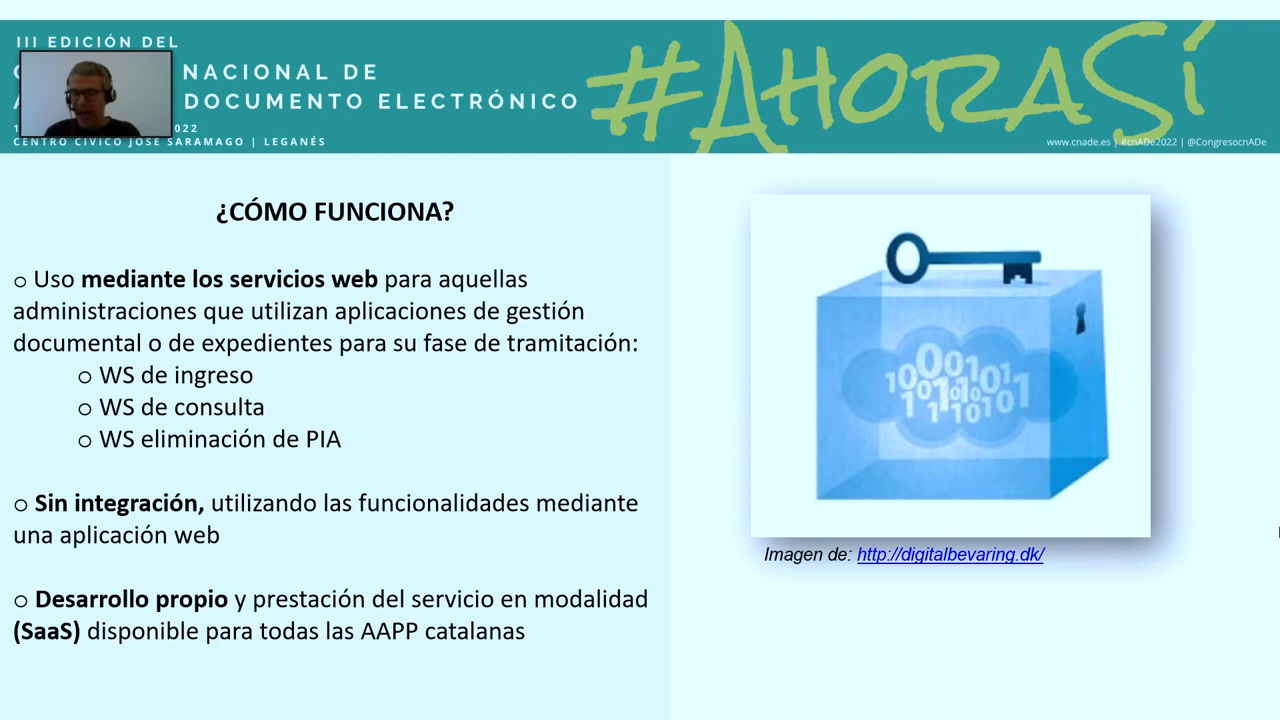 III EDICIÓN DEL
NACIONAL DE
DOCUMENTO ELECTRÓNICO
2022
CENTRO CÍVICO JOSÉ SARAMAGO | LEGANÉS
#AHORASÍ
www.cnade.es | #cnADe2022 | @CongresocnADe
¿CÓMO FUNCIONA?
o Uso mediante los servicios web para aquellas
administraciones que utilizan aplicaciones de gestión
documental o de expedientes para su fase de tramitación:
o WS de ingreso
o WS de consulta
o WS eliminación de PIA
o Sin integración, utilizando las funcionalidades mediante
una aplicación web
o Desarrollo propio y prestación del servicio en modalidad
(SaaS) disponible para todas las AAPP catalanas
Imagen de: http://digitalbevaring.dk/